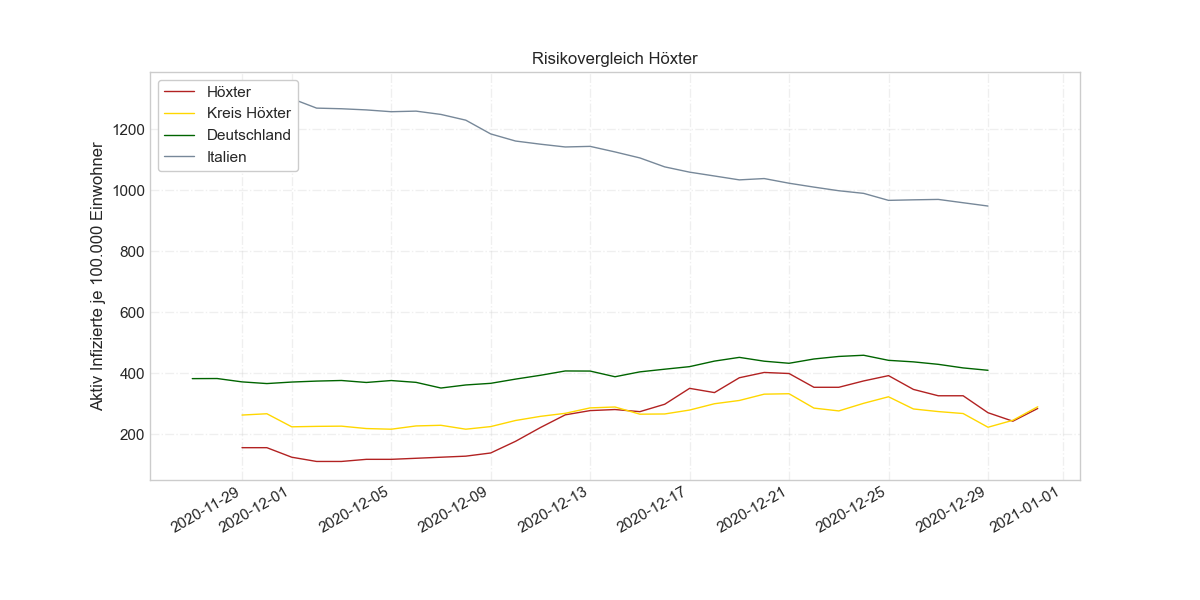 Risikovergleich Höxter
Höxter
Kreis Höxter
Deutschland
Italien
Aktiv Infizierte je 100.000 Einwohner
1200
1000
800
600
400
200
2020-11-29
2020-12-01
2020-12-05
2020-12-09
2020-12-13
2020-12-17
2020-12-21
2020-12-25
2020-12-29
2021-01-01